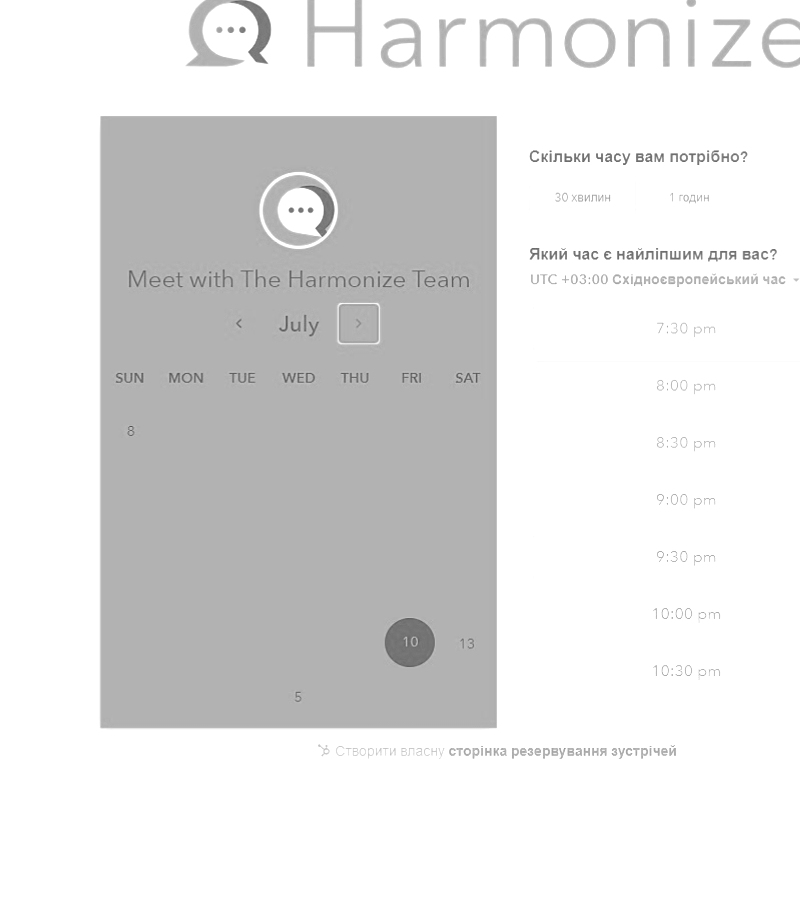 Harmonize
Meet with The Harmonize Team
July
SUN MON TUE WED THU FRI SAT
8
10 13
5
Скільки часу вам потрібно?
30 хвилин 1 годин
Який час є найліпшим для вас?
UTC +03:00 Східноєвропейський час
7:30 pm
8:00 pm
8:30 pm
9:00 pm
9:30 pm
10:00 pm
10:30 pm
Створити власну сторінка резервування зустрічей